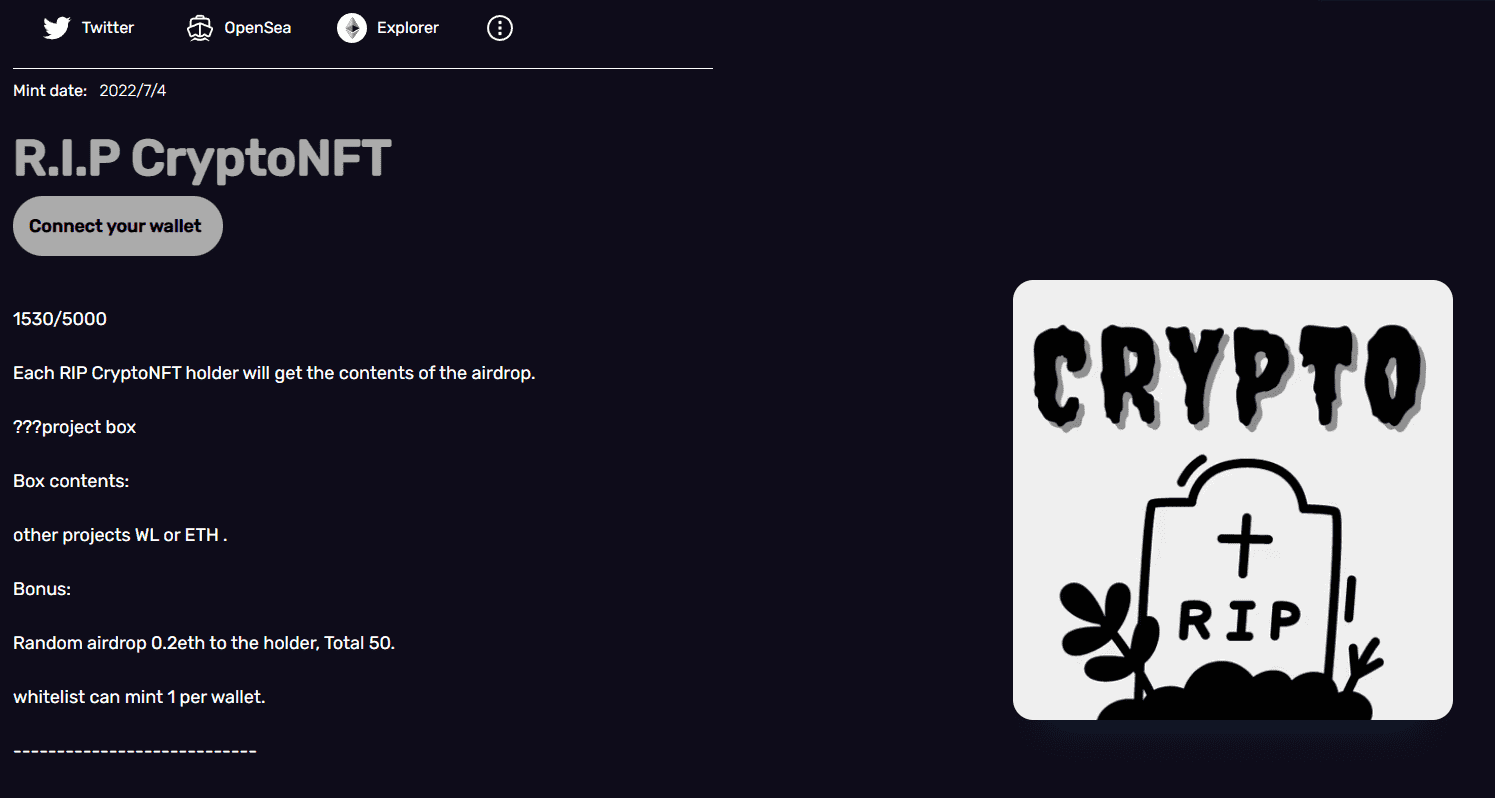 Twitter OpenSea Explorer
Mint date: 2022/7/4
R.I.P CryptoNFT
Connect your wallet
1530/5000
Each RIP CryptoNFT holder will get the contents of the airdrop.
???project box
Box contents:
other projects WL or ETH .
Bonus:
Random airdrop 0.2eth to the holder, Total 50.
whitelist can mint 1 per wallet.
----------------------------
CRYPTO
RIP